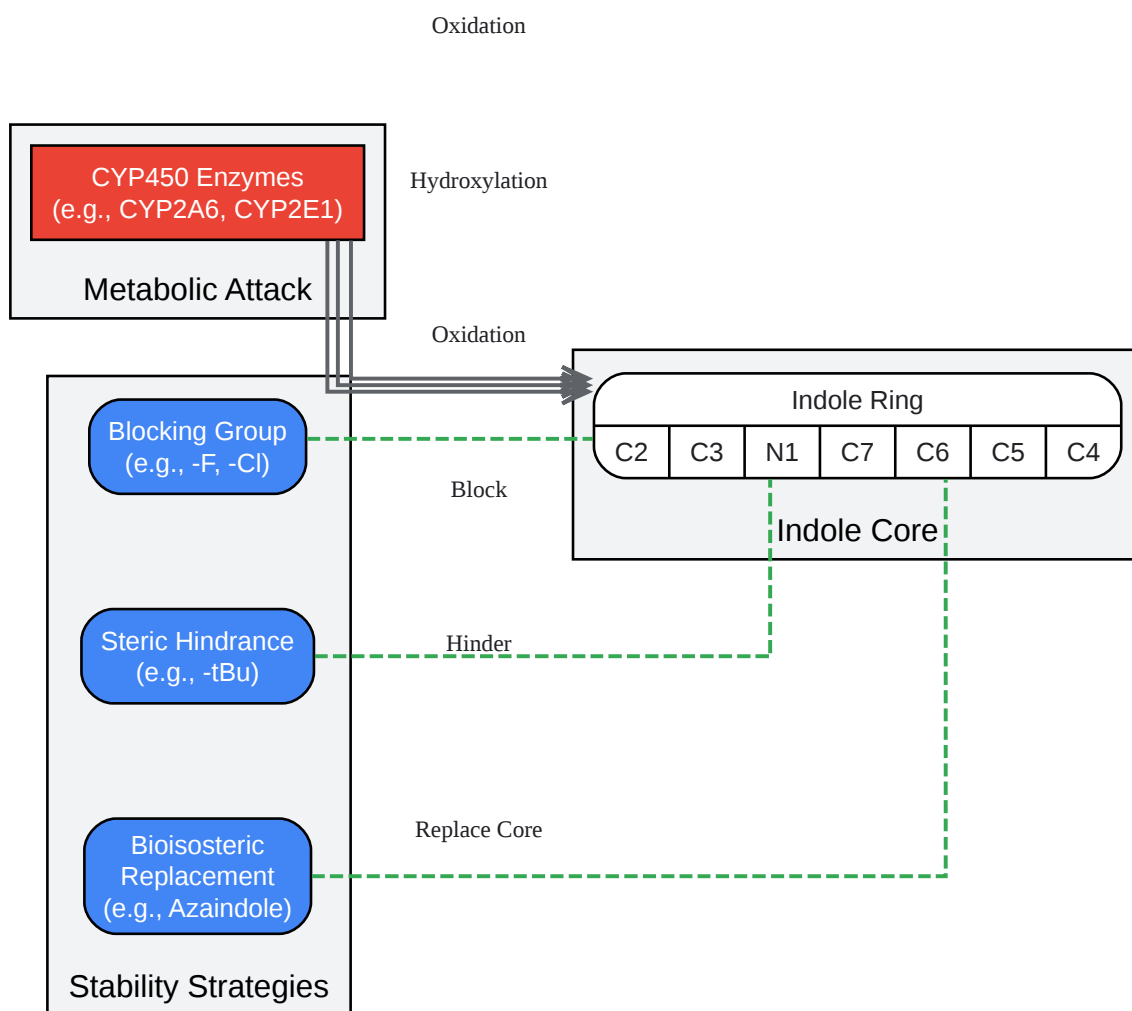 Oxidation
CYP450 Enzymes
(e.g., CYP2A6, CYP2E1)
Hydroxylation
Metabolic Attack
Oxidation
Indole Ring
C2 C3 N1 C7 C6 C5 C4
Indole Core
Blocking Group
(e.g., -F, -Cl)
Block
Steric Hindrance
(e.g., -tBu)
Hinder
Replace Core
Bioisosteric
Replacement
(e.g., Azaindole)
Stability Strategies